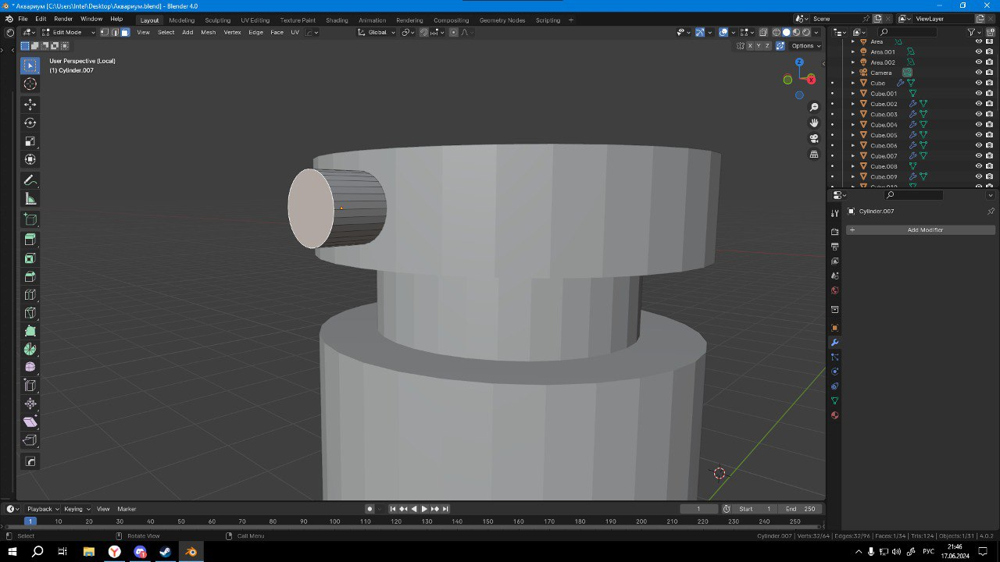 * Аквариум [C:\Users\Intel\Desktop\Аквариум.blend] - Blender 4.0
File Edit Render Window Help Layout Modeling Sculpting UV Editing Texture Paint Shading Animation Rendering Compositing Geometry Nodes Scripting + Scene ViewLayer
Edit Mode View Select Add Mesh Vertex Edge Face UV Global
X Y Z Options
User Perspective (Local)
(1) Cylinder.007
Z
X
Area
Area.001
Area.002
Camera
Cube
Cube.001
Cube.002
Cube.003
Cube.004
Cube.005
Cube.006
Cube.007
Cube.008
Cube.009
Cube.010
Cylinder.007
+ Add Modifier
Playback Keying View Marker 1 Start 1 End 250
1 10 20 30 40 50 60 70 80 90 100 110 120 130 140 150 160 170 180 190 200 210 220 230 240 250
Select Rotate View Call Menu Cylinder.007 | Verts:32/64 | Edges:32/96 | Faces:1/34 | Tris:124 | Objects:1/31 | 4.0.2
РУС
21:46
17.06.2024